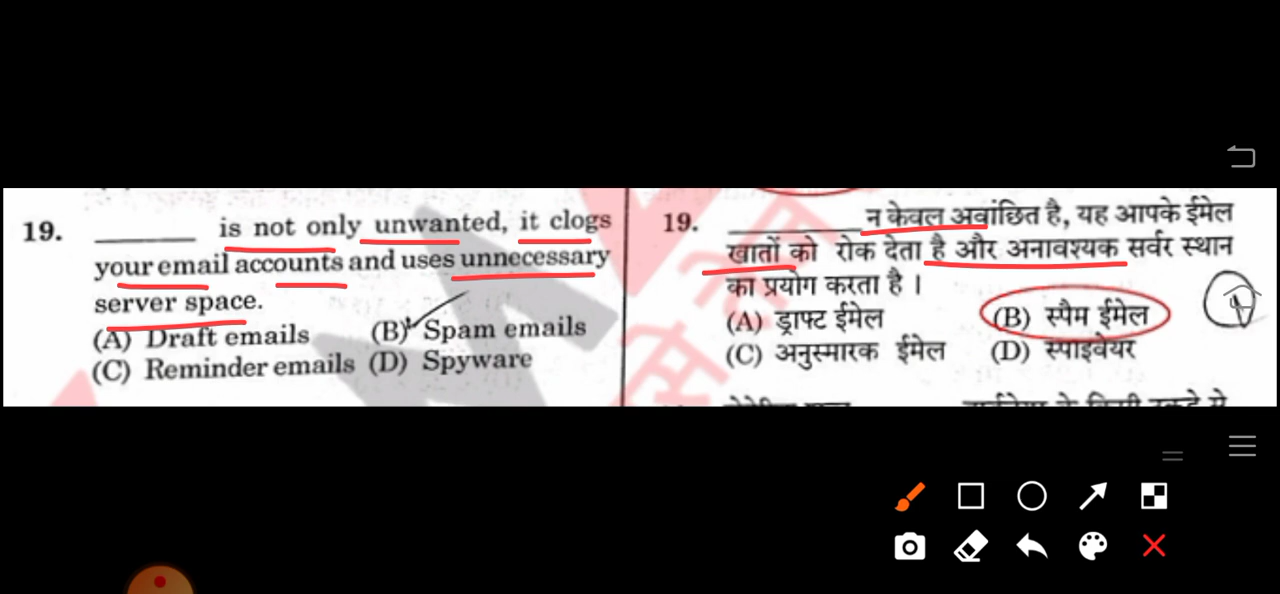 19. ________ is not only unwanted, it clogs
your email accounts and uses unnecessary
server space.
(A) Draft emails (B) Spam emails
(C) Reminder emails (D) Spyware
19. ________ न केवल अवांछित है, यह आपके ईमेल
खातों को रोक देता है और अनावश्यक सर्वर स्थान
का प्रयोग करता है ।
(A) ड्राफ्ट ईमेल (B) स्पैम ईमेल
(C) अनुस्मारक ईमेल (D) स्पाइवेयर